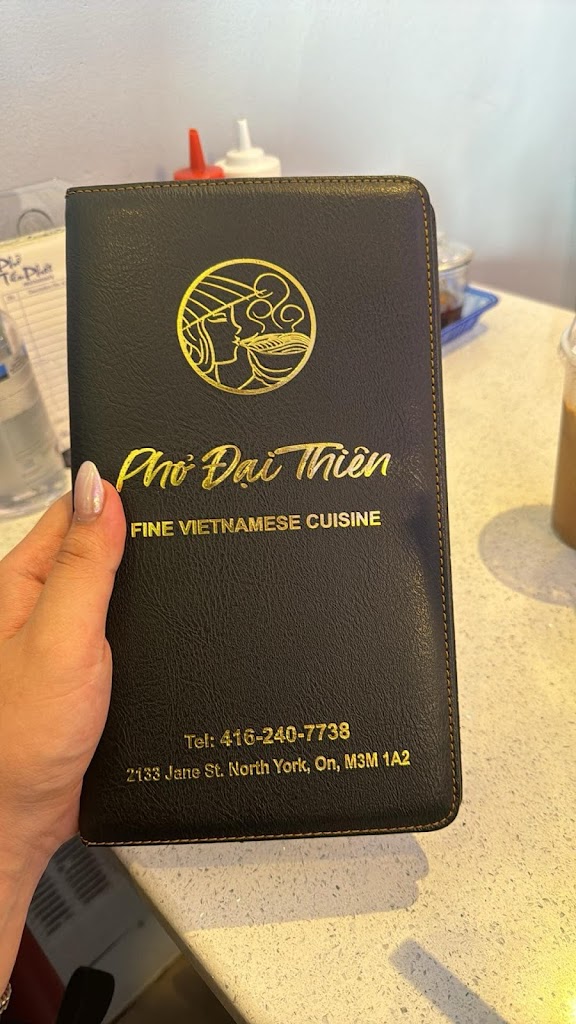 Phở Đại Thiên
FINE VIETNAMESE CUISINE
Tel: 416-240-7738
2133 Jane St. North York, On, M3M 1A2